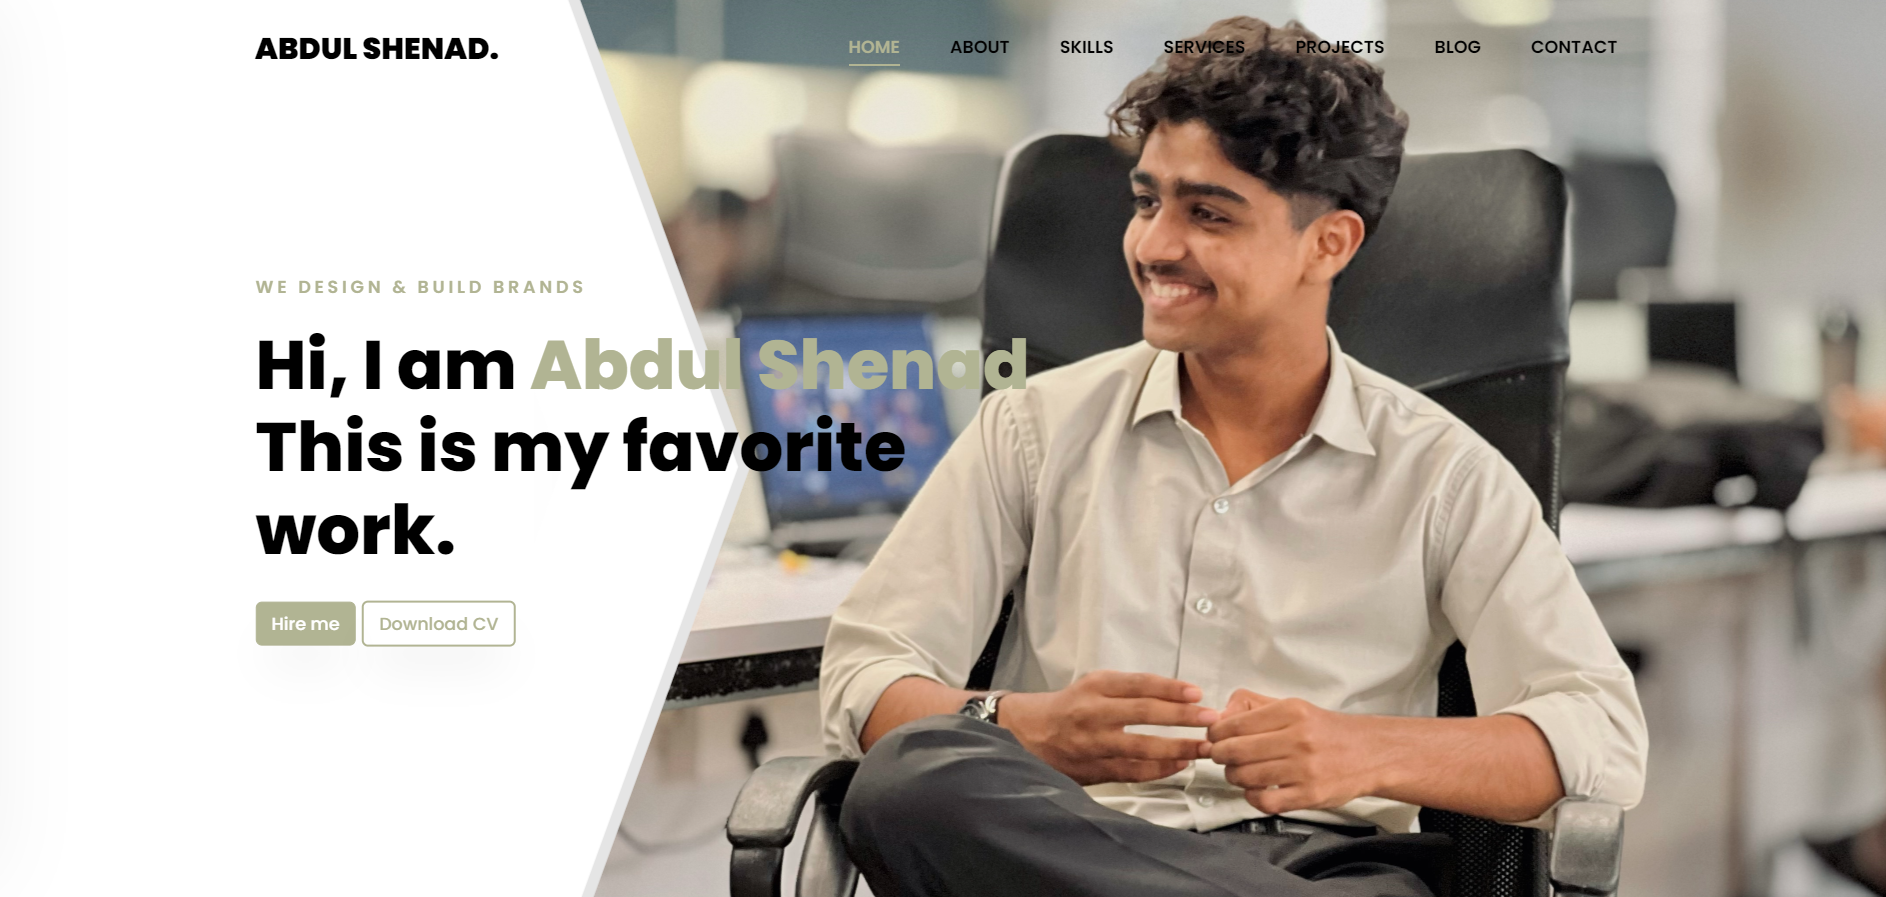 ABDUL SHENAD.
HOME ABOUT SKILLS SERVICES PROJECTS BLOG CONTACT
WE DESIGN & BUILD BRANDS
Hi, I am Abdul Shenad
This is my favorite
work.
Hire me Download CV